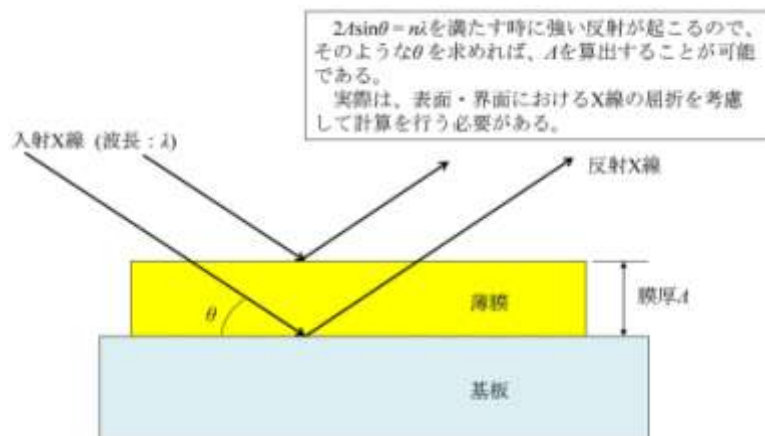 2Asinθ = nλを満たす時に強い反射が起こるので、
そのようなθを求めれば、Aを算出することが可能
である。
実際は、表面・界面におけるX線の屈折を考慮
して計算を行う必要がある。
入射X線 (波長：λ)
反射X線
薄膜
膜厚A
θ
基板